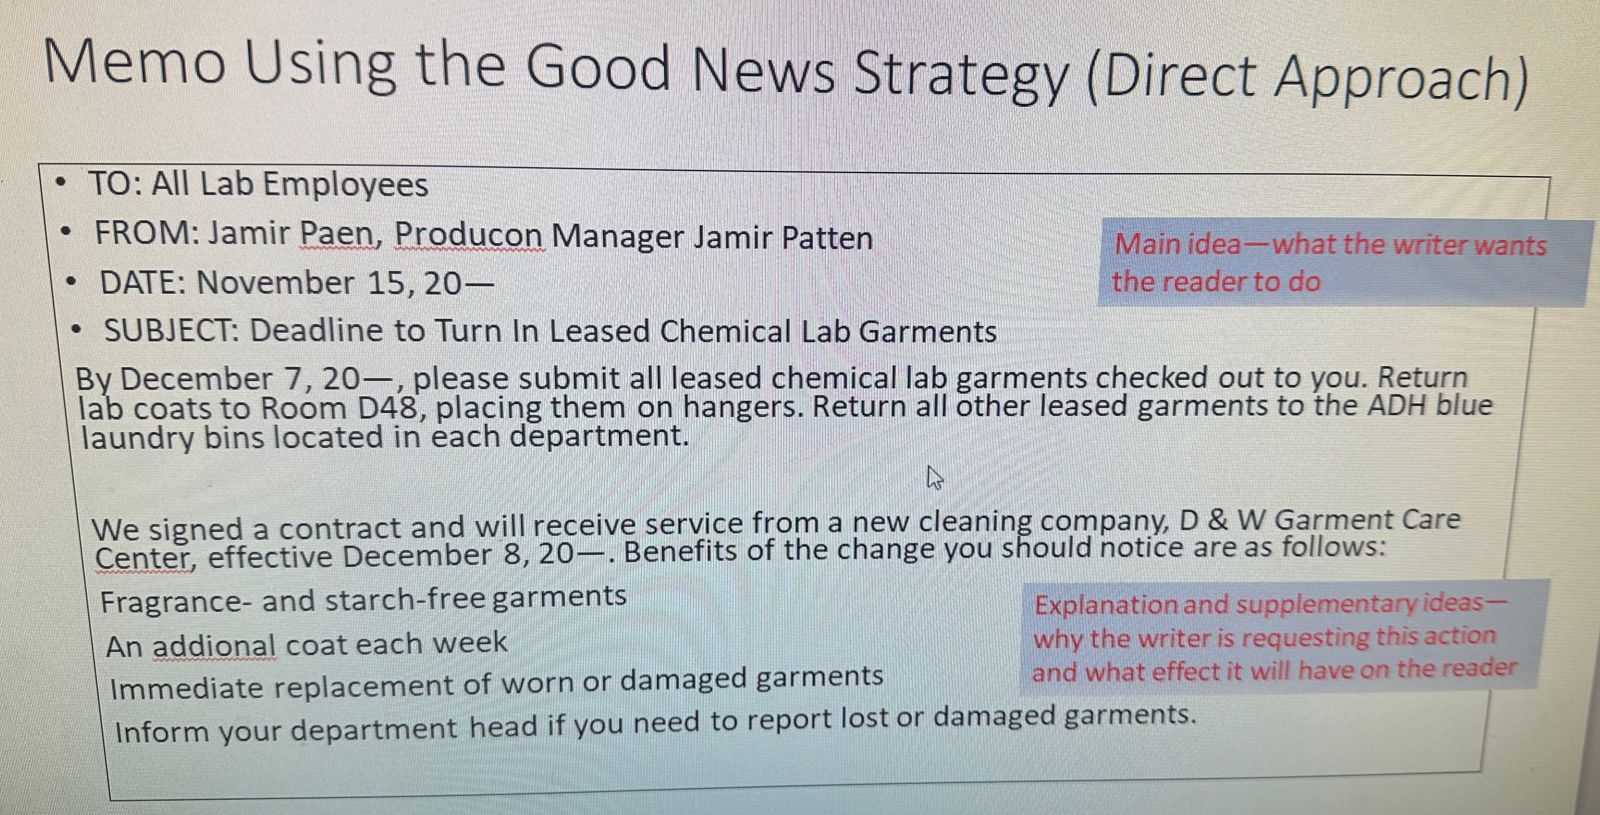 Memo Using the Good News Strategy (Direct Approach)
• TO: All Lab Employees
• FROM: Jamir Paen, Producon Manager Jamir Patten
• DATE: November 15, 20—
• SUBJECT: Deadline to Turn In Leased Chemical Lab Garments
Main idea—what the writer wants
the reader to do
By December 7, 20—, please submit all leased chemical lab garments checked out to you. Return
lab coats to Room D48, placing them on hangers. Return all other leased garments to the ADH blue
laundry bins located in each department.
We signed a contract and will receive service from a new cleaning company, D & W Garment Care
Center, effective December 8, 20—. Benefits of the change you should notice are as follows:
Fragrance- and starch-free garments
An addional coat each week
Immediate replacement of worn or damaged garments
Inform your department head if you need to report lost or damaged garments.
Explanation and supplementary ideas—
why the writer is requesting this action
and what effect it will have on the reader